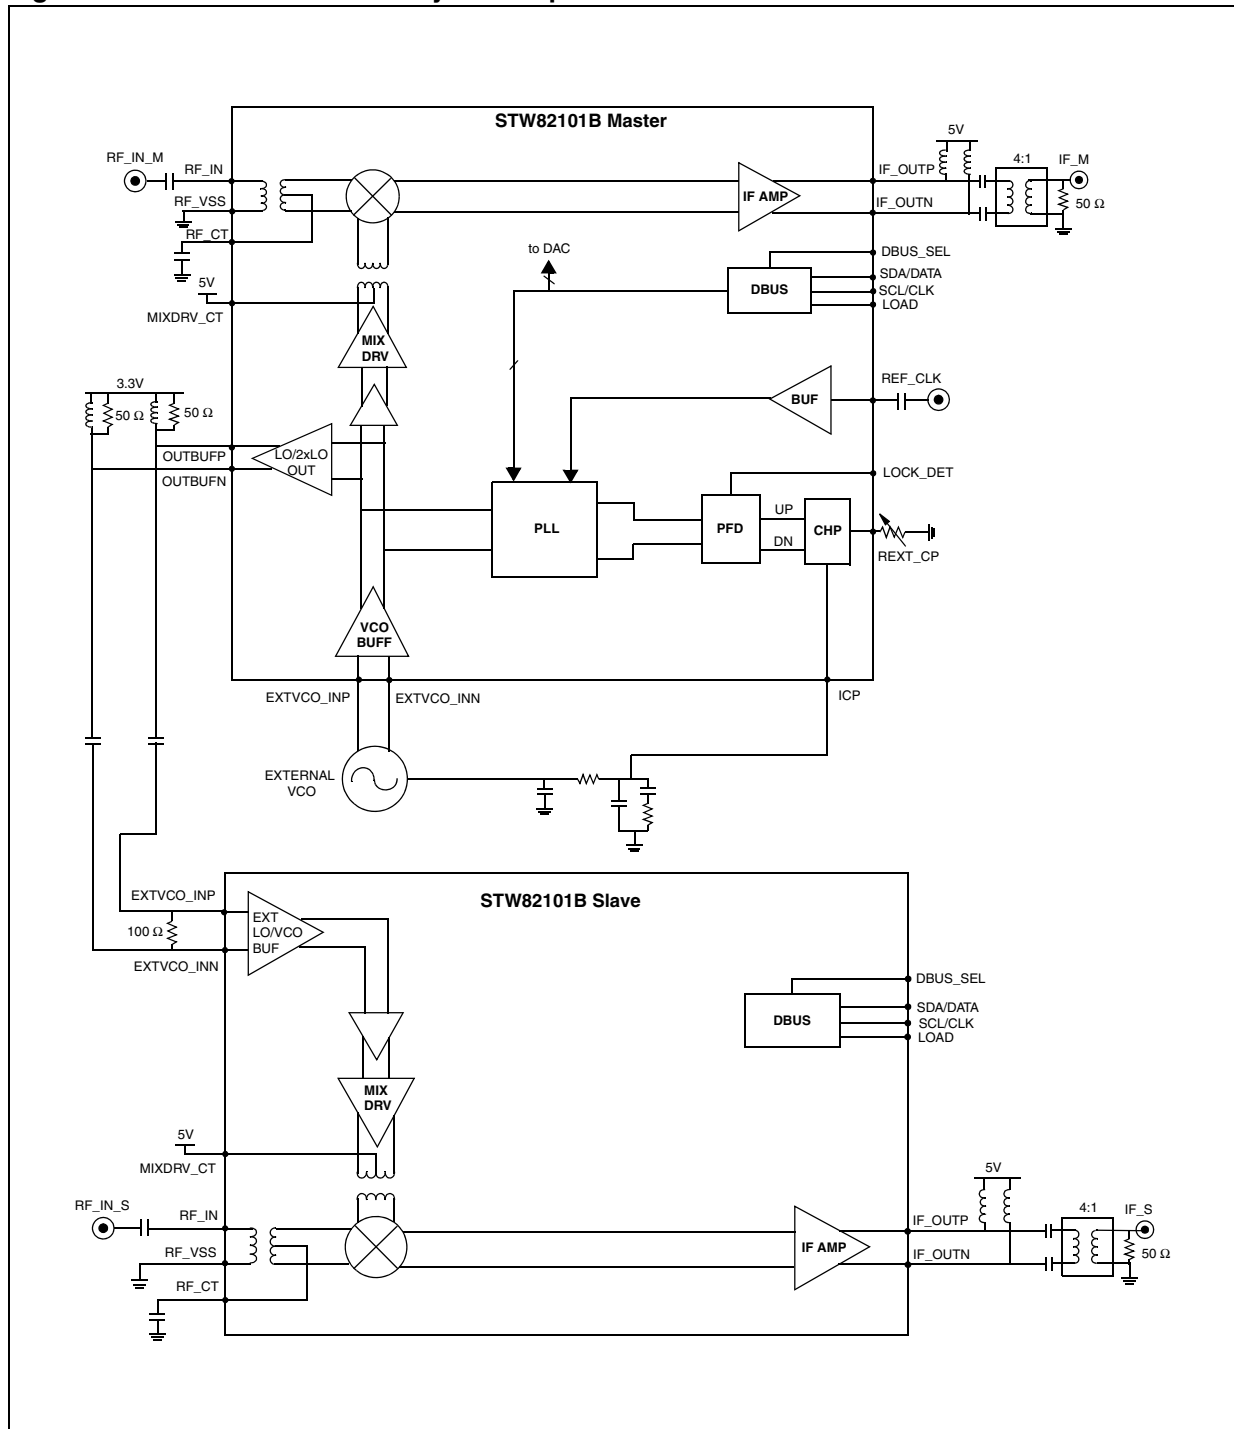 STW82101B Master
RF_IN_M
RF_IN
RF_VSS
RF_CT
5V
MIXDRV_CT
MIX
DRV
IF AMP
IF_OUTP
IF_OUTN
5V
4:1
IF_M
50 Ω
to DAC
DBUS
DBUS_SEL
SDA/DATA
SCL/CLK
LOAD
3.3V
50 Ω
50 Ω
OUTBUFP
OUTBUFN
LO/2xLO
OUT
BUF
REF_CLK
LOCK_DET
PLL
PFD
UP
DN
CHP
REXT_CP
VCO
BUFF
EXTVCO_INP
EXTVCO_INN
ICP
EXTERNAL
VCO
STW82101B Slave
EXTVCO_INP
100 Ω
EXTVCO_INN
EXT
LO/VCO
BUF
DBUS
DBUS_SEL
SDA/DATA
SCL/CLK
LOAD
MIX
DRV
5V
MIXDRV_CT
RF_IN_S
RF_IN
RF_VSS
RF_CT
IF AMP
IF_OUTP
IF_OUTN
5V
4:1
IF_S
50 Ω